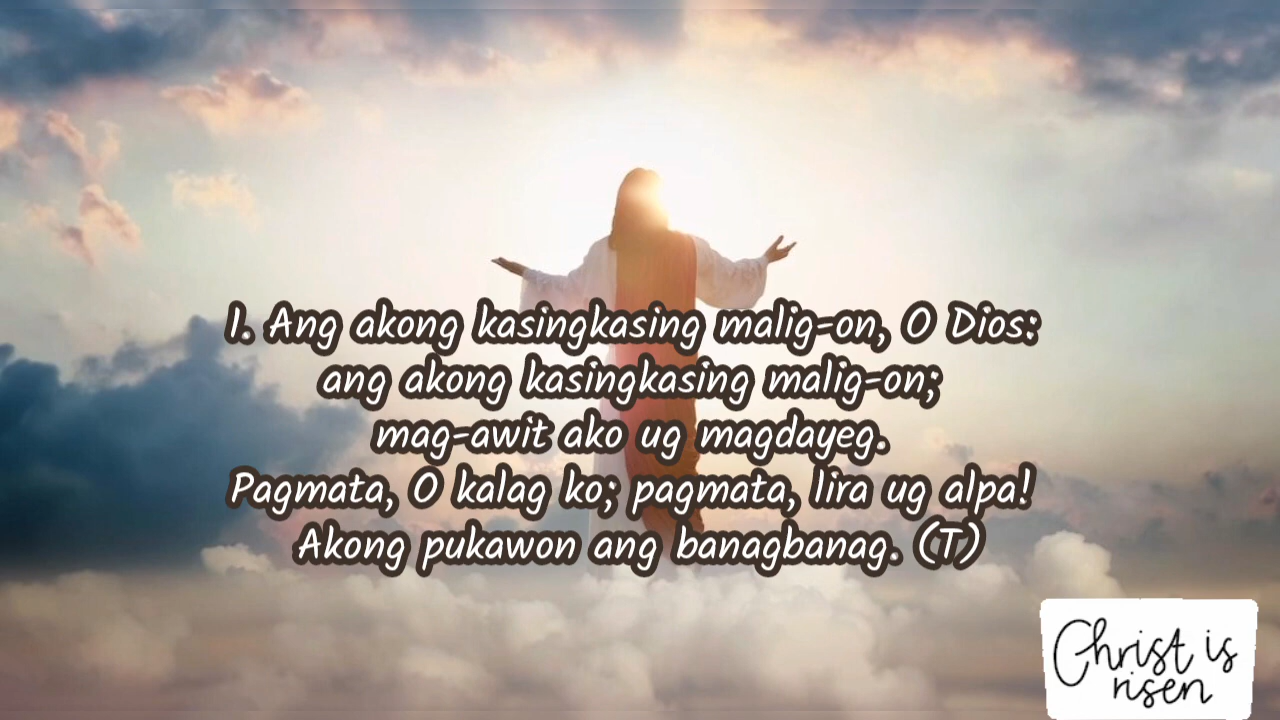 1. Ang akong kasingkasing malig-on, O Dios:
ang akong kasingkasing malig-on;
mag-awit ako ug magdayeg.
Pagmata, O kalag ko; pagmata, lira ug alpa!
Akong pukawon ang banagbanag. (T)
Christ is
risen